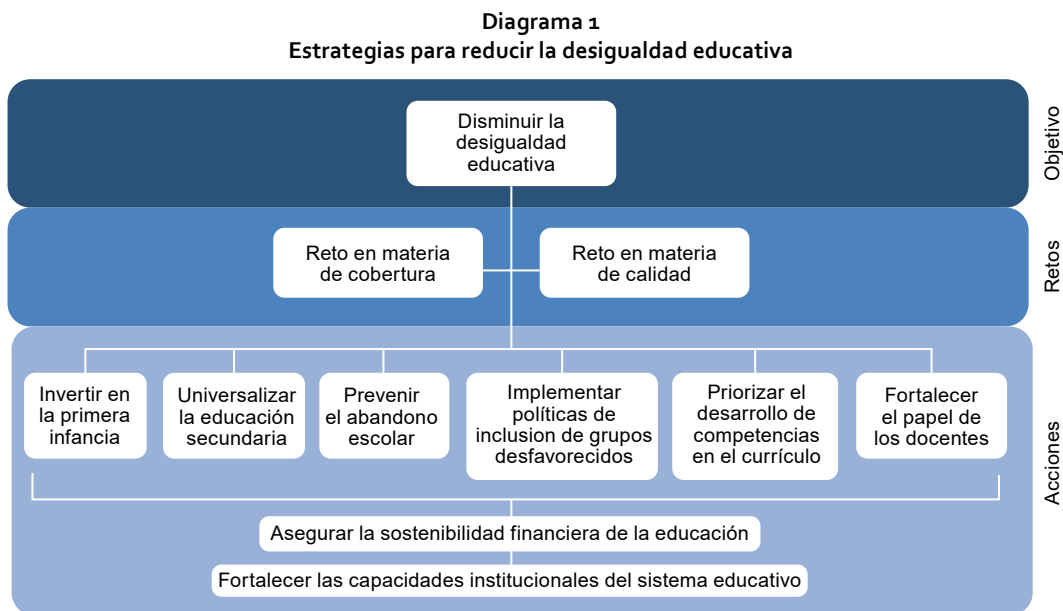 Diagrama 1
Estrategias para reducir la desigualdad educativa
Disminuir la
desigualdad
educativa
Objetivo
Reto en materia
de cobertura
Reto en materia
de calidad
Retos
Invertir en
la primera
infancia
Universalizar
la educación
secundaria
Prevenir
el abandono
escolar
Implementar
políticas de
inclusion de grupos
desfavorecidos
Priorizar el
desarrollo de
competencias
en el currículo
Fortalecer
el papel de
los docentes
Acciones
Asegurar la sostenibilidad financiera de la educación
Fortalecer las capacidades institucionales del sistema educativo